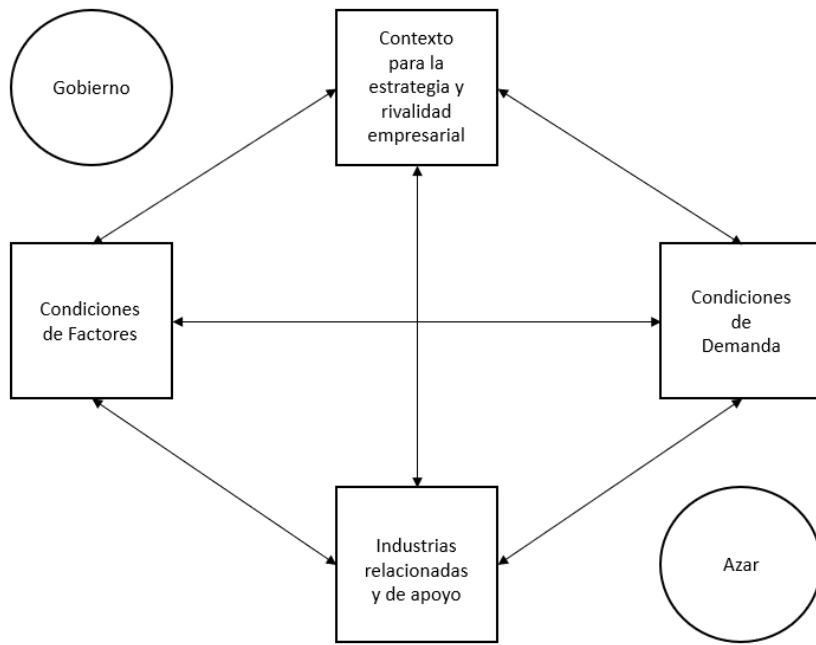 Gobierno
Contexto
para la
estrategia y
rivalidad
empresarial
Condiciones
de Factores
Condiciones
de
Demanda
Industrias
relacionadas
y de apoyo
Azar